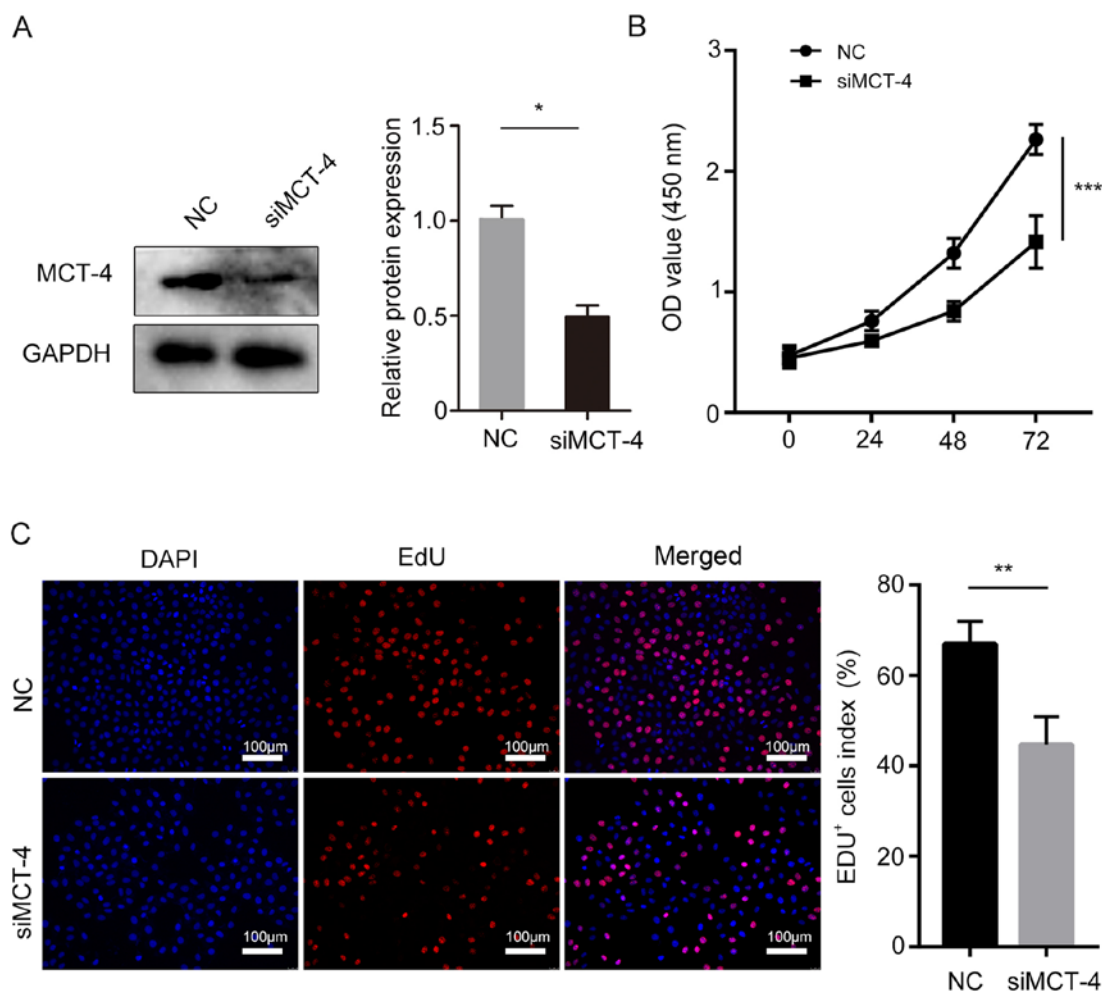 A
NC
siMCT-4
MCT-4
GAPDH
Relative protein expression
1.5
1.0
0.5
0
*
NC
siMCT-4
B
NC
siMCT-4
OD value (450 nm)
3
2
1
0
0
24
48
72
***
C
DAPI
EdU
Merged
NC
100μm
100μm
100μm
siMCT-4
100μm
100μm
100μm
EDU⁺ cells index (%)
80
60
40
20
0
**
NC
siMCT-4